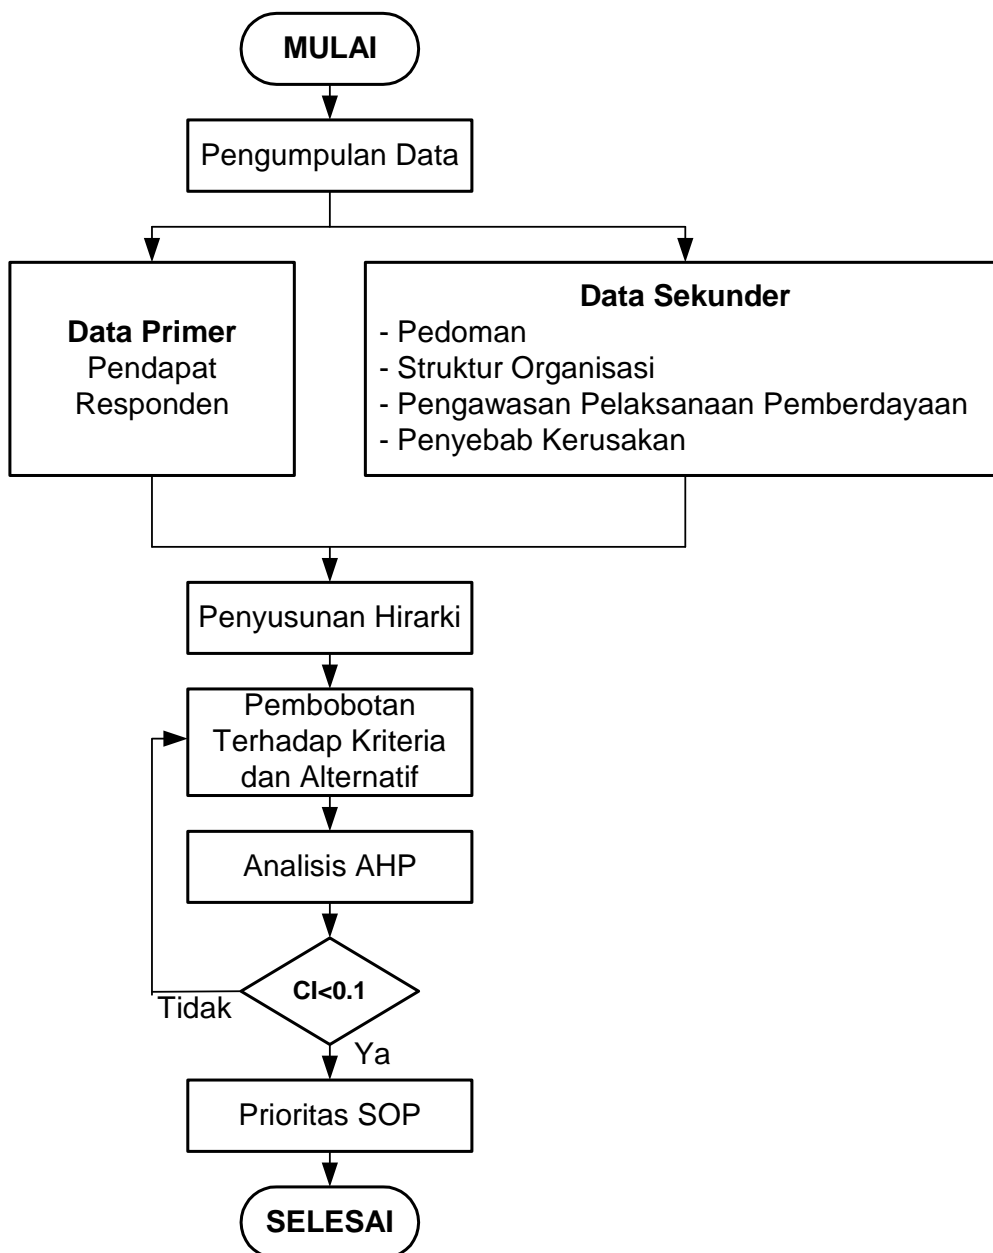 MULAI
Pengumpulan Data
Data Primer
Pendapat
Responden
Data Sekunder
- Pedoman
- Struktur Organisasi
- Pengawasan Pelaksanaan Pemberdayaan
- Penyebab Kerusakan
Penyusunan Hirarki
Pembobotan
Terhadap Kriteria
dan Alternatif
Analisis AHP
CI<0.1
Tidak
Ya
Prioritas SOP
SELESAI